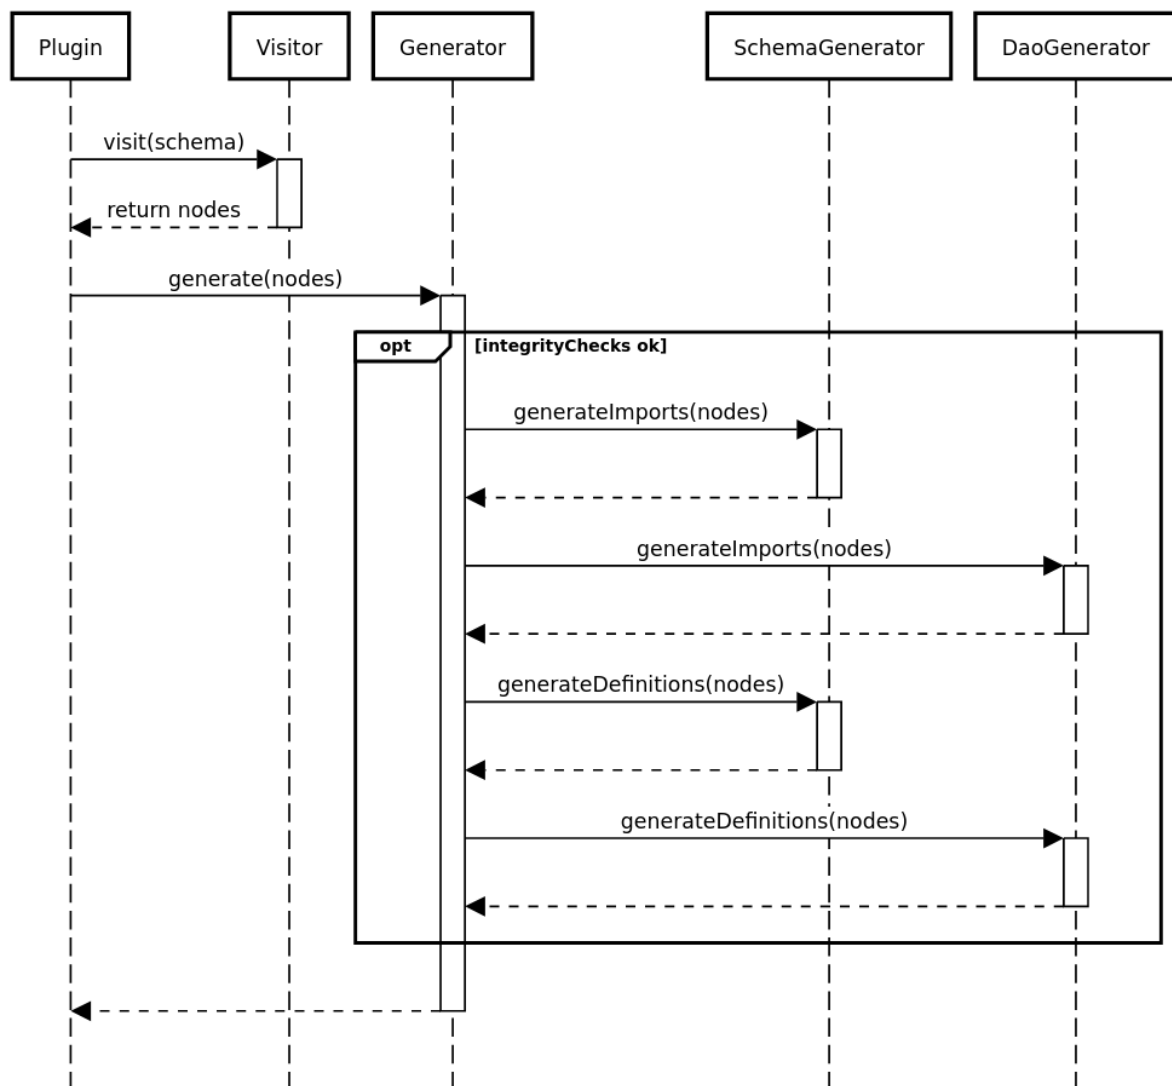 Plugin
Visitor
Generator
SchemaGenerator
DaoGenerator
visit(schema)
return nodes
generate(nodes)
opt
[integrityChecks ok]
generateImports(nodes)
generateImports(nodes)
generateDefinitions(nodes)
generateDefinitions(nodes)